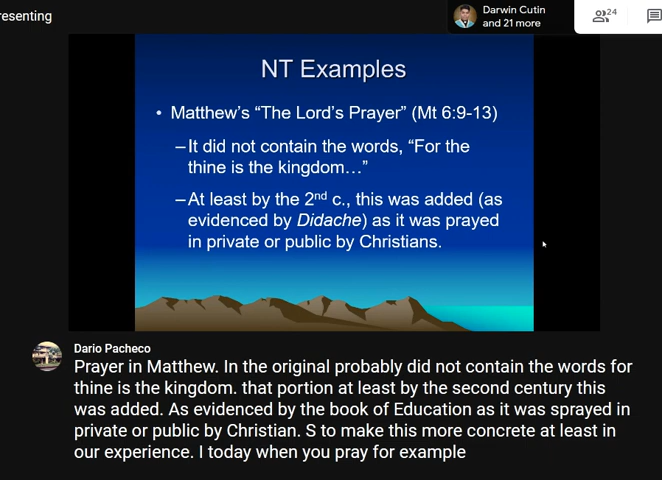 resenting
Darwin Cutin
and 21 more
24
NT Examples
• Matthew's "The Lord's Prayer" (Mt 6:9-13)
–It did not contain the words, "For the
thine is the kingdom…"
–At least by the 2nd c., this was added (as
evidenced by Didache) as it was prayed
in private or public by Christians.
Dario Pacheco
Prayer in Matthew. In the original probably did not contain the words for
thine is the kingdom. that portion at least by the second century this
was added. As evidenced by the book of Education as it was sprayed in
private or public by Christian. S to make this more concrete at least in
our experience. I today when you pray for example